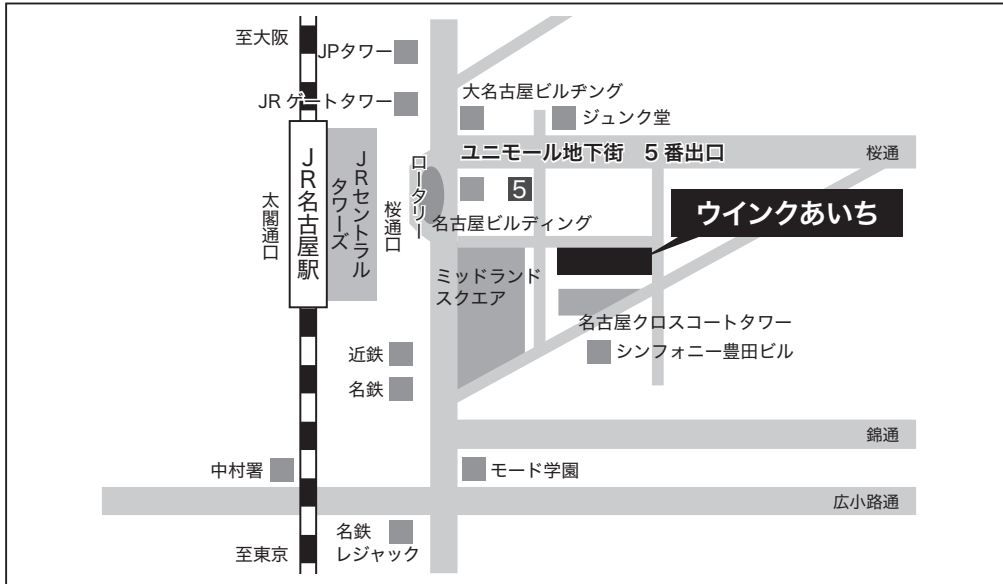 至大阪
JPタワー
JRゲートタワー
大名古屋ビルヂング
ジュンク堂
ユニモール地下街 5番出口
桜通
JR名古屋駅
JRセントラル
タワーズ
ロータリー
桜通口
太閤通口
5
名古屋ビルディング
ウインクあいち
ミッドランド
スクエア
名古屋クロスコートタワー
シンフォニー豊田ビル
近鉄
名鉄
錦通
中村署
モード学園
広小路通
名鉄
レジャック
至東京